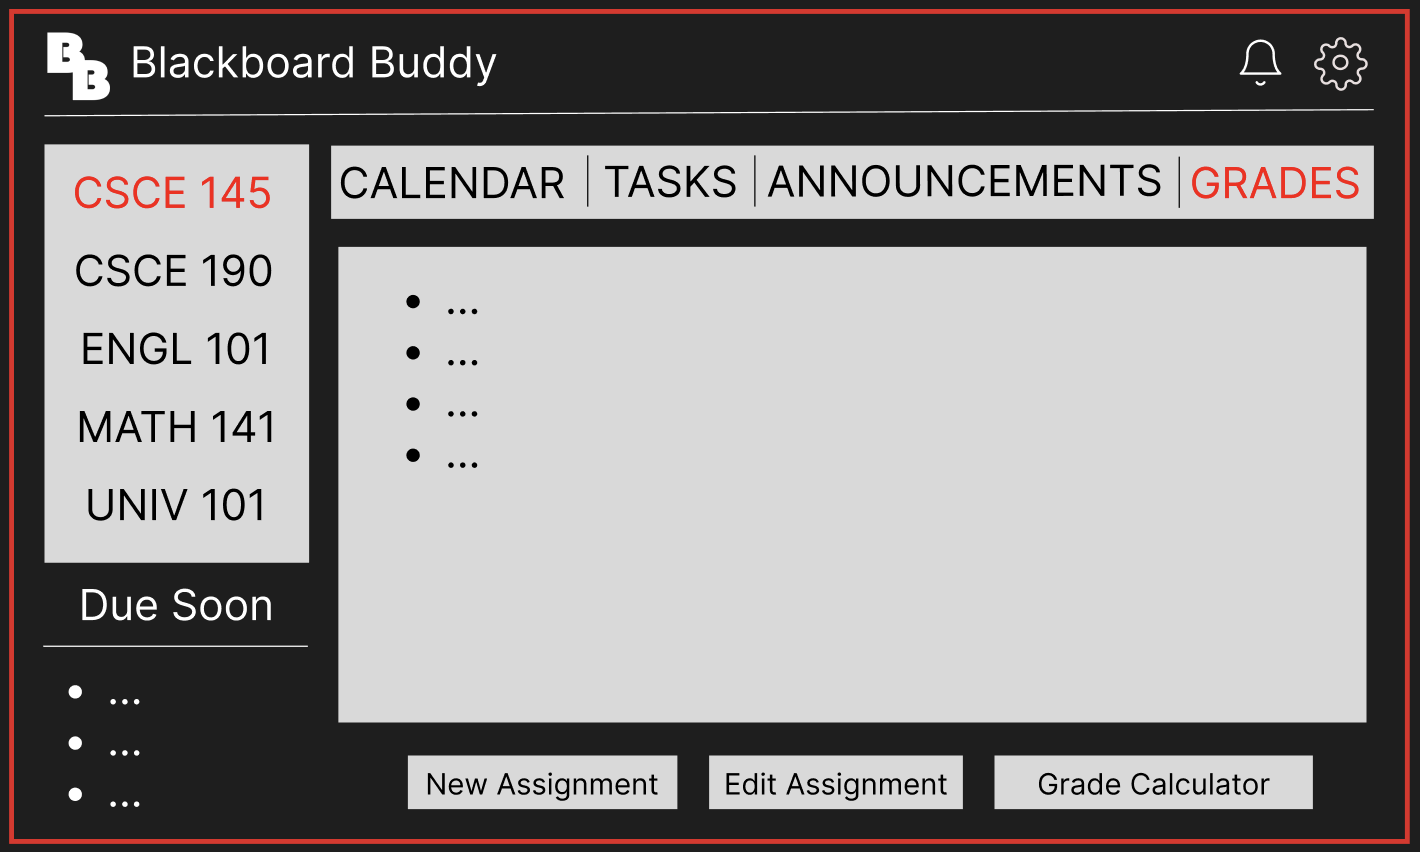 BB Blackboard Buddy
CALENDAR | TASKS | ANNOUNCEMENTS | GRADES
CSCE 145
CSCE 190
ENGL 101
MATH 141
UNIV 101
• ...
• ...
• ...
• ...
Due Soon
• ...
• ...
• ...
New Assignment
Edit Assignment
Grade Calculator